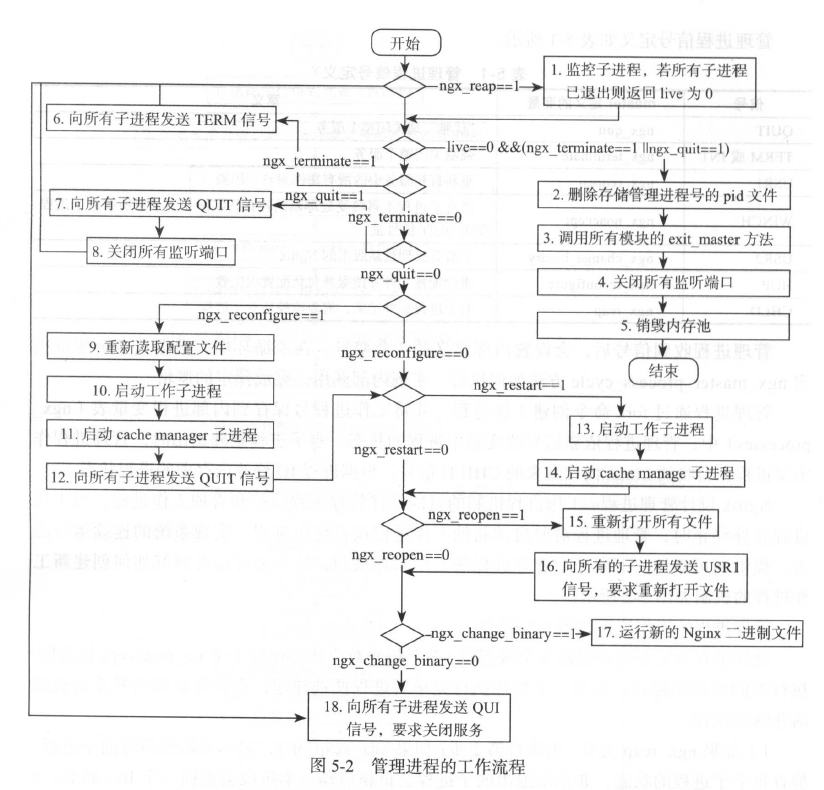 开始
ngx_reap==1
1. 监控子进程，若所有子进程
已退出则返回 live 为 0
6. 向所有子进程发送 TERM 信号
live==0 &&(ngx_terminate==1 ||ngx_quit==1)
ngx_terminate==1
2. 删除存储管理进程号的 pid 文件
ngx_quit==1
7. 向所有子进程发送 QUIT 信号
ngx_terminate==0
3. 调用所有模块的 exit_master 方法
8. 关闭所有监听端口
ngx_quit==0
4. 关闭所有监听端口
ngx_reconfigure==1
5. 销毁内存池
9. 重新读取配置文件
ngx_reconfigure==0
结束
10. 启动工作子进程
ngx_restart==1
11. 启动 cache manager 子进程
13. 启动工作子进程
ngx_restart==0
12. 向所有子进程发送 QUIT 信号
14. 启动 cache manage 子进程
ngx_reopen==1
15. 重新打开所有文件
ngx_reopen==0
16. 向所有的子进程发送 USR1
信号，要求重新打开文件
ngx_change_binary==1
17. 运行新的 Nginx 二进制文件
ngx_change_binary==0
18. 向所有子进程发送 QUI
信号，要求关闭服务
图 5-2 管理进程的工作流程